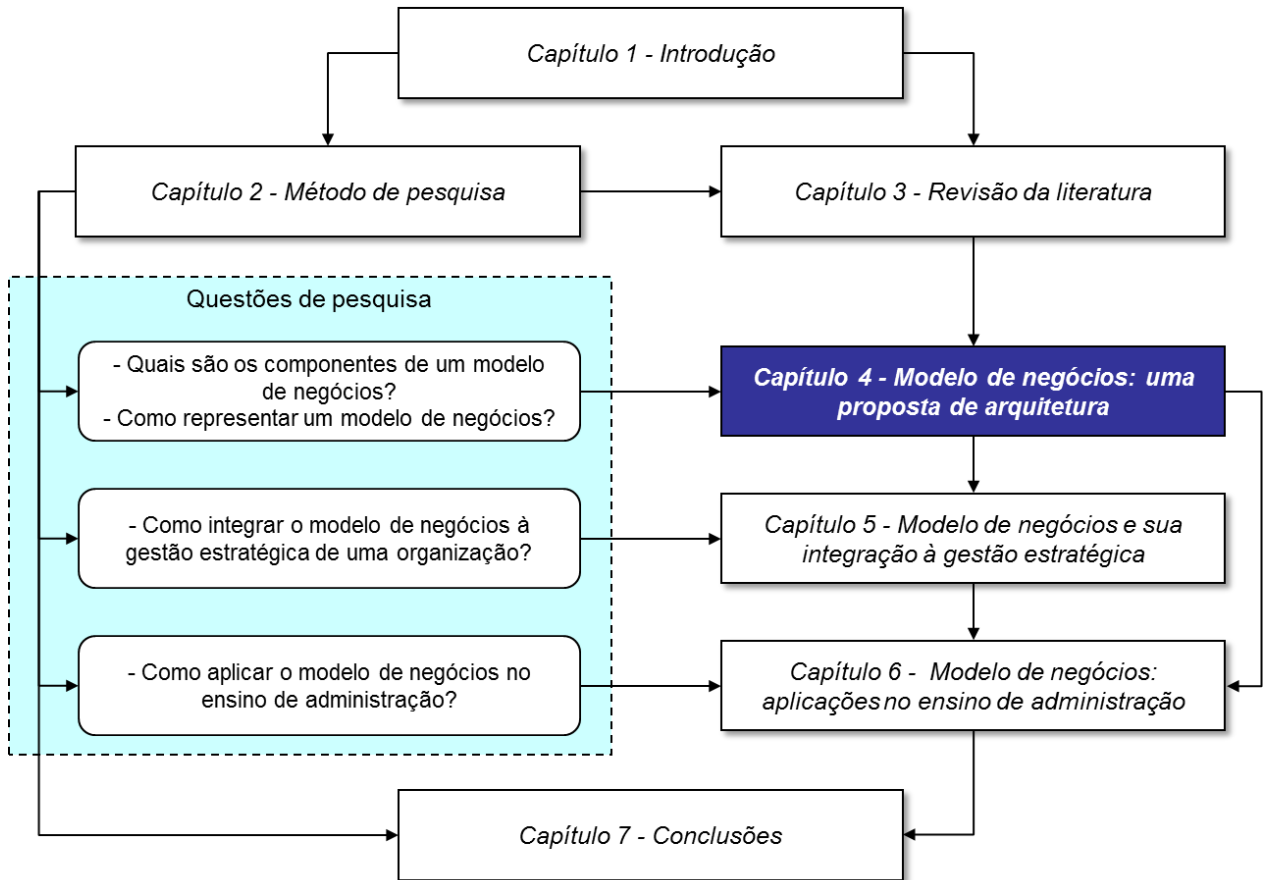 Capítulo 1 - Introdução
Capítulo 2 - Método de pesquisa
Capítulo 3 - Revisão da literatura
Questões de pesquisa
- Quais são os componentes de um modelo
de negócios?
- Como representar um modelo de negócios?
Capítulo 4 - Modelo de negócios: uma
proposta de arquitetura
- Como integrar o modelo de negócios à
gestão estratégica de uma organização?
Capítulo 5 - Modelo de negócios e sua
integração à gestão estratégica
- Como aplicar o modelo de negócios no
ensino de administração?
Capítulo 6 - Modelo de negócios:
aplicações no ensino de administração
Capítulo 7 - Conclusões